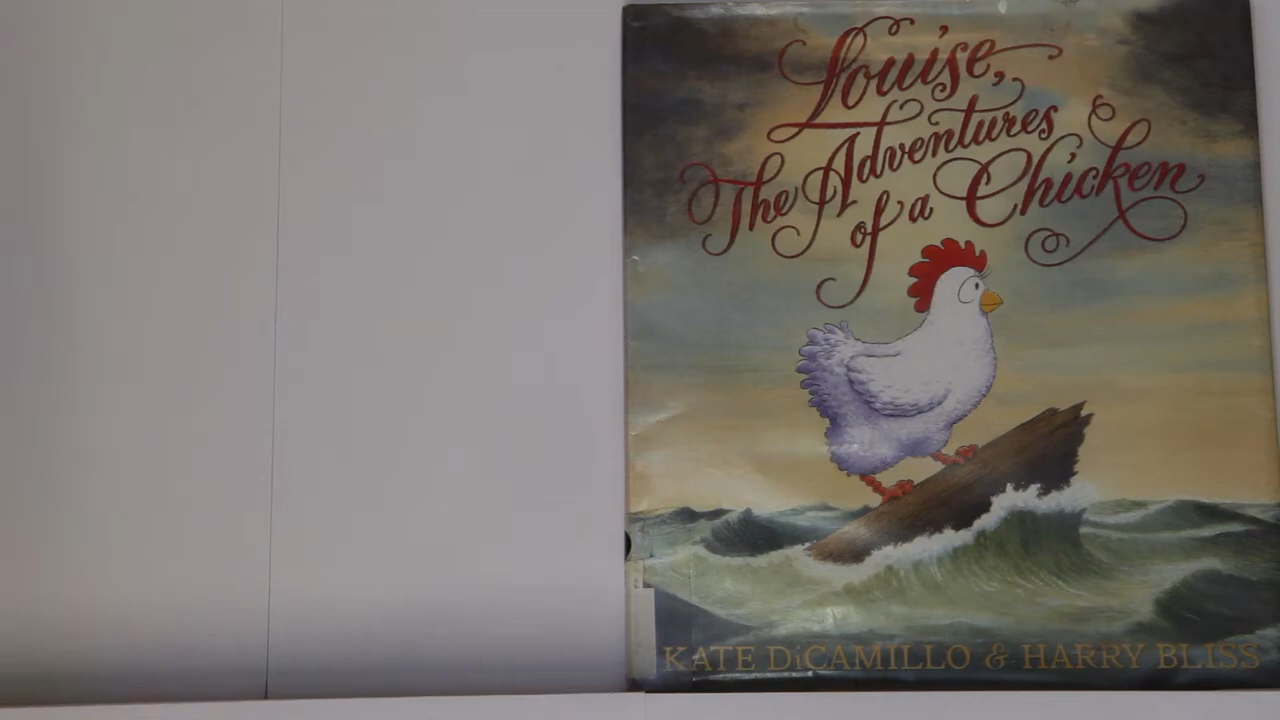 Louise,
The Adventures
of a Chicken
KATE DiCAMILLO & HARRY BLISS